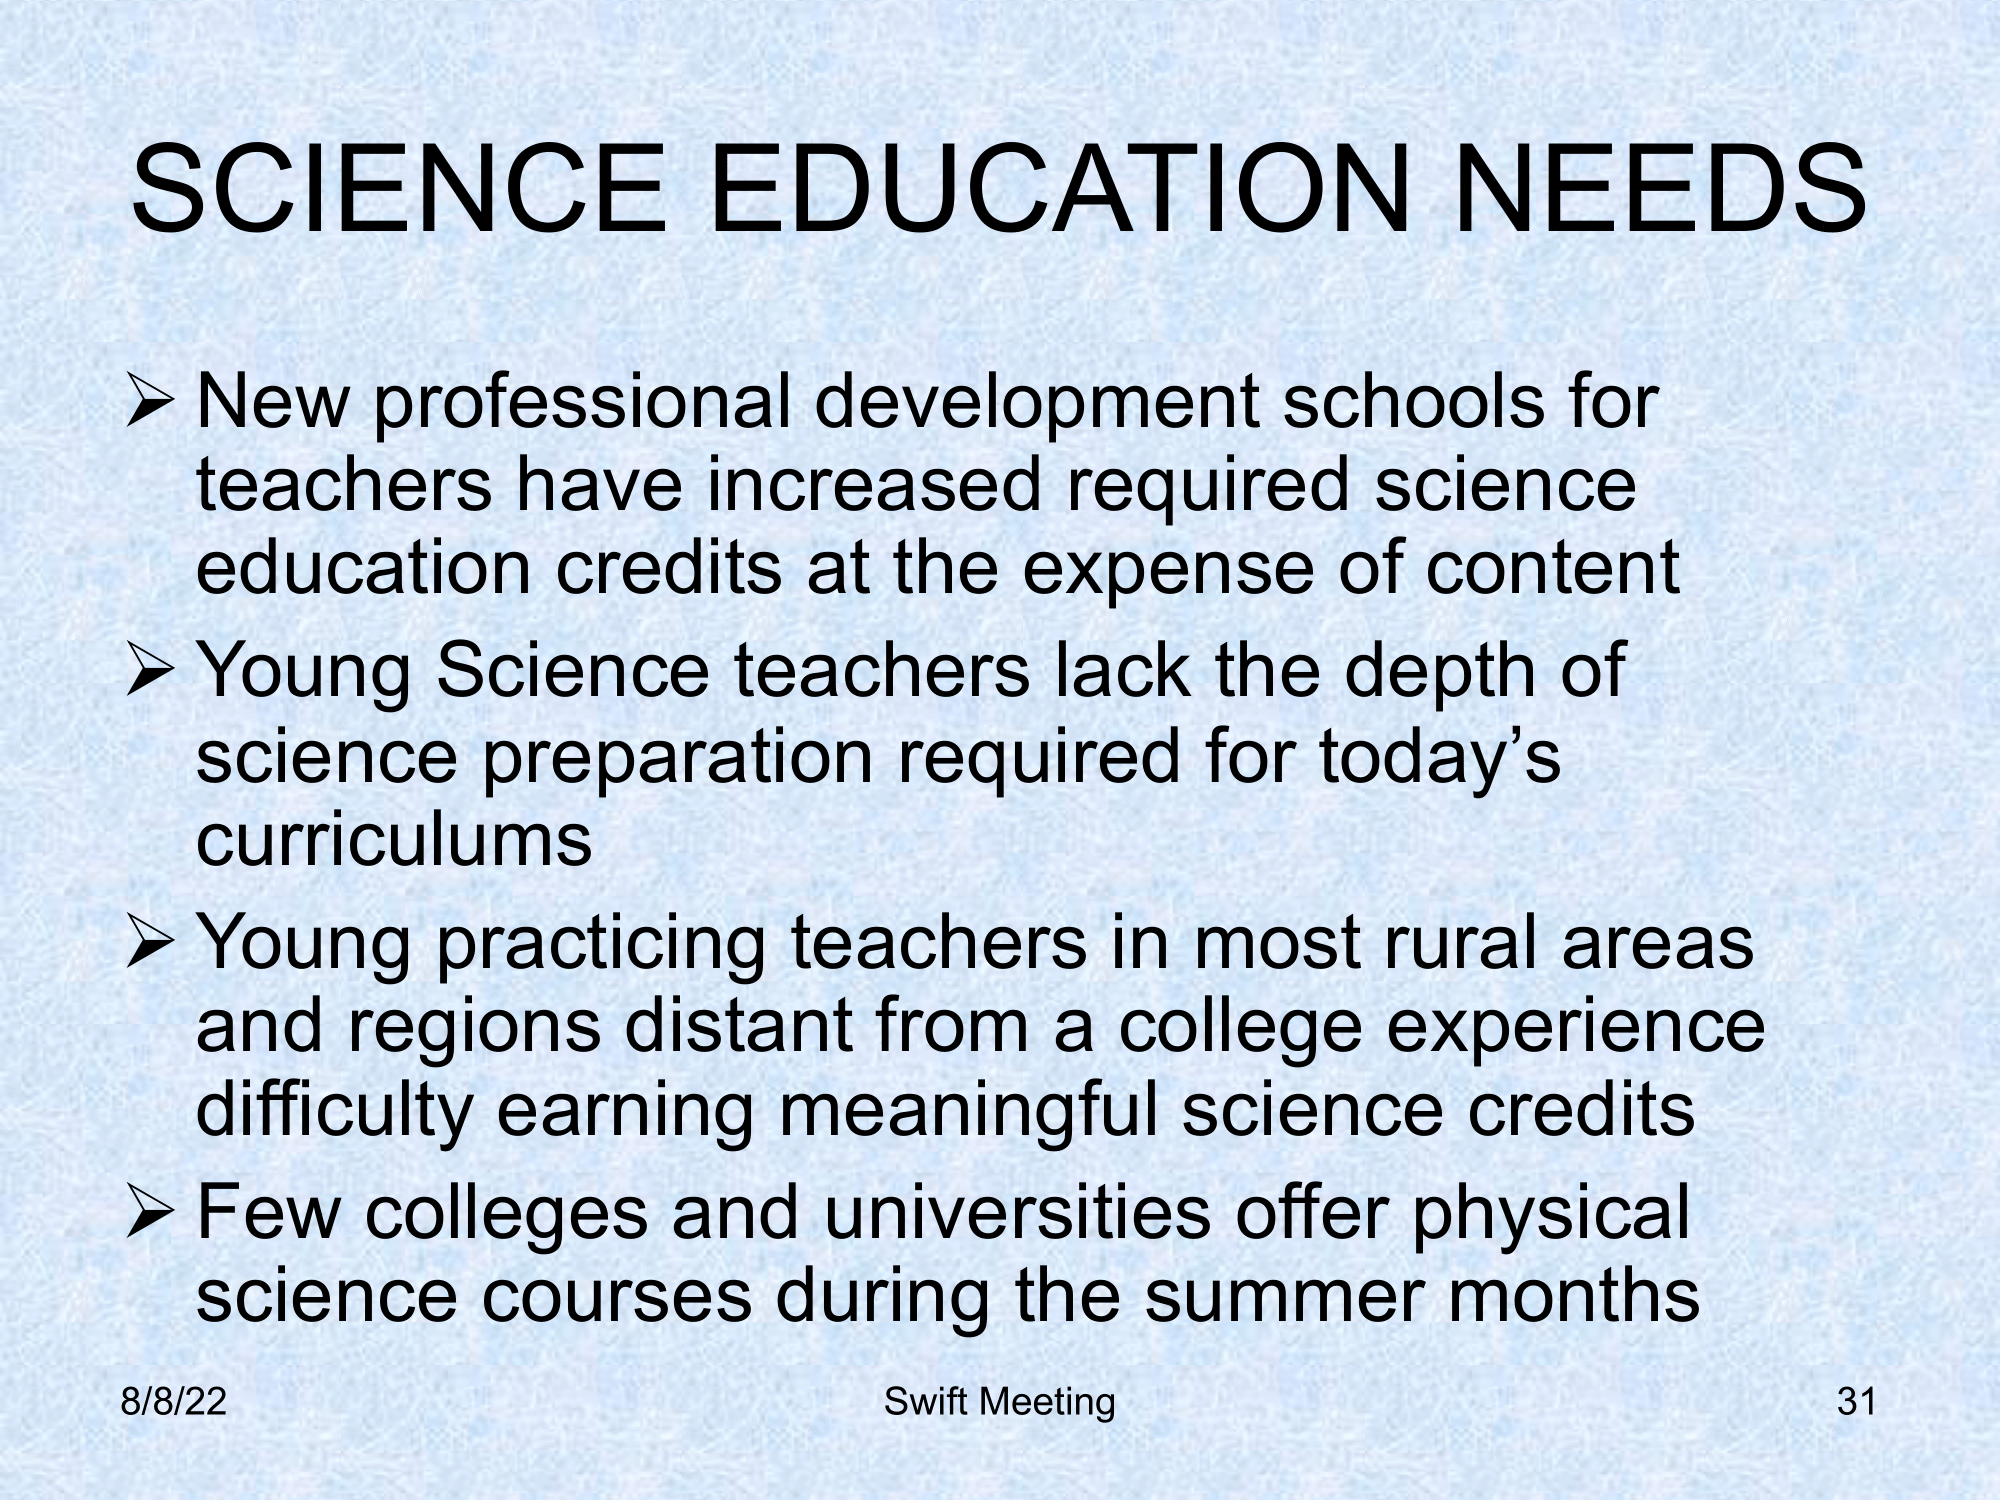 SCIENCE EDUCATION NEEDS
➢ New professional development schools for
teachers have increased required science
education credits at the expense of content
➢ Young Science teachers lack the depth of
science preparation required for today’s
curriculums
➢ Young practicing teachers in most rural areas
and regions distant from a college experience
difficulty earning meaningful science credits
➢ Few colleges and universities offer physical
science courses during the summer months
8/8/22 Swift Meeting 31